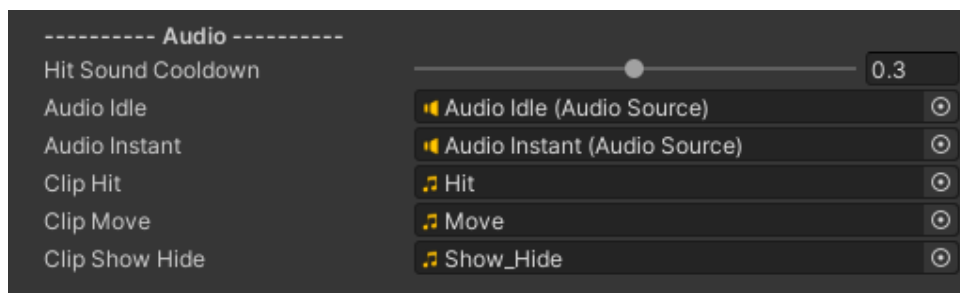 ---------- Audio ----------
Hit Sound Cooldown 0.3
Audio Idle Audio Idle (Audio Source)
Audio Instant Audio Instant (Audio Source)
Clip Hit Hit
Clip Move Move
Clip Show Hide Show_Hide